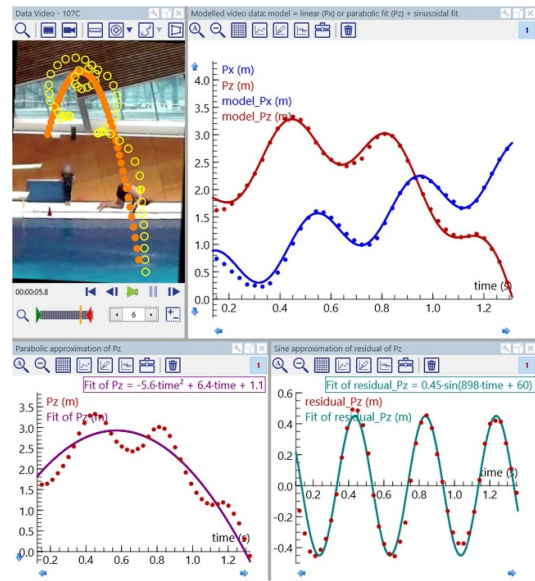 Data Video - 107C
Modelled video data: model = linear (Px) or parabolic fit (Pz) + sinusoidal fit
1
Px (m)
Pz (m)
model_Px (m)
model_Pz (m)
4.0
3.5
3.0
2.5
2.0
1.5
1.0
0.5
0.0
time (s)
0.2 0.4 0.6 0.8 1.0 1.2
00:00:05.8
8
6
Parabolic approximation of Pz
1
Fit of Pz = -5.6·time² + 6.4·time + 1.1
Pz (m)
Fit of Pz (m)
3.5
3.0
2.5
2.0
1.5
1.0
0.5
0.0
time (s)
0.2 0.4 0.6 0.8 1.0 1.2
Sine approximation of residual of Pz
1
Fit of residual_Pz = 0.45·sin(898·time + 60)
residual_Pz (m)
Fit of residual_Pz (m)
0.6
0.4
0.2
0.0
-0.2
-0.4
time (s)
0.2 0.4 0.6 0.8 1.0 1.2